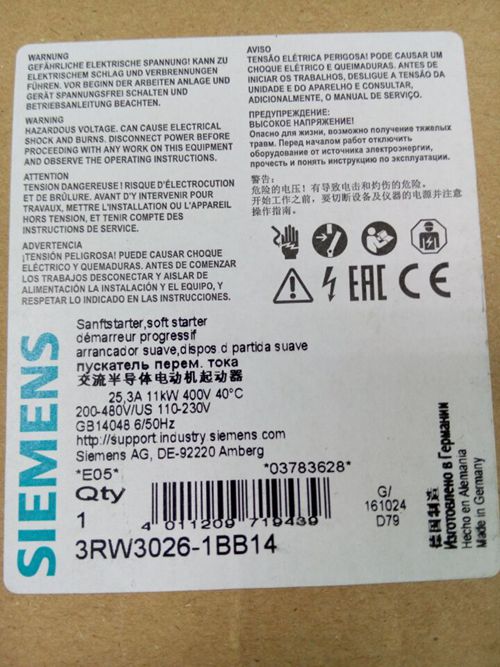 WARNUNG
GEFÄHRLICHE ELEKTRISCHE SPANNUNG! KANN ZU
ELEKTRISCHEM SCHLAG UND VERBRENNUNGEN
FÜHREN. VOR BEGINN DER ARBEITEN ANLAGE UND
GERÄT SPANNUNGSFREI SCHALTEN UND
BETRIEBSANLEITUNG BEACHTEN.
WARNING
HAZARDOUS VOLTAGE. CAN CAUSE ELECTRICAL
SHOCK AND BURNS. DISCONNECT POWER BEFORE
PROCEEDING WITH ANY WORK ON THIS EQUIPMENT
AND OBSERVE THE OPERATING INSTRUCTIONS.
ATTENTION
TENSION DANGEREUSE ! RISQUE D'ÉLECTROCUTION
ET DE BRÛLURE. AVANT D'Y INTERVENIR POUR
TRAVAUX, METTRE L'INSTALLATION OU L'APPAREIL
HORS TENSION, ET TENIR COMPTE DES
INSTRUCTIONS DE SERVICE.
ADVERTENCIA
¡TENSIÓN PELIGROSA! PUEDE CAUSAR CHOQUE
ELÉCTRICO Y QUEMADURAS. ANTES DE COMENZAR
LOS TRABAJOS DESCONECTAR Y AISLAR DE
ALIMENTACIÓN LA INSTALACIÓN Y EL EQUIPO, Y
RESPETAR LO INDICADO EN LAS INSTRUCCIONES.
AVISO
TENSÃO ELÉTRICA PERIGOSA! PODE CAUSAR UM
CHOQUE ELÉTRICO E QUEIMADURAS. ANTES DE
INICIAR OS TRABALHOS, DESLIGUE A TENSÃO DA
UNIDADE E DO APARELHO E CONSULTAR,
ADICIONALMENTE, O MANUAL DE SERVIÇO.
ПРЕДУПРЕЖДЕНИЕ:
ВЫСОКОЕ НАПРЯЖЕНИЕ.
Опасно для жизни, возможно получение тяжелых
травм. Перед началом работ отключить
оборудование от источника электроэнергии,
прочесть и понять инструкцию по эксплуатации.
警告:
危险的电压! 有导致电击和灼伤的危险。
开始工作之前, 要切断设备及仪器的电源并注意
操作指南。
EAC CE
SIEMENS
Sanftstarter,soft starter
démarreur progressif
arrancador suave,dispos.d partida suave
пускатель перем. тока
交流半导体电动机起动器
25,3A 11kW 400V 40°C
200-480V/US 110-230V
GB14048 6/50Hz
http://support.industry siemens com
Siemens AG, DE-92220 Amberg
*E05* *03783628*
Qty
1
4 011209 719439
G/
161024
D79
3RW3026-1BB14
德国制造
Изготовлено в Германии
Hecho en Alemania
Made in Germany